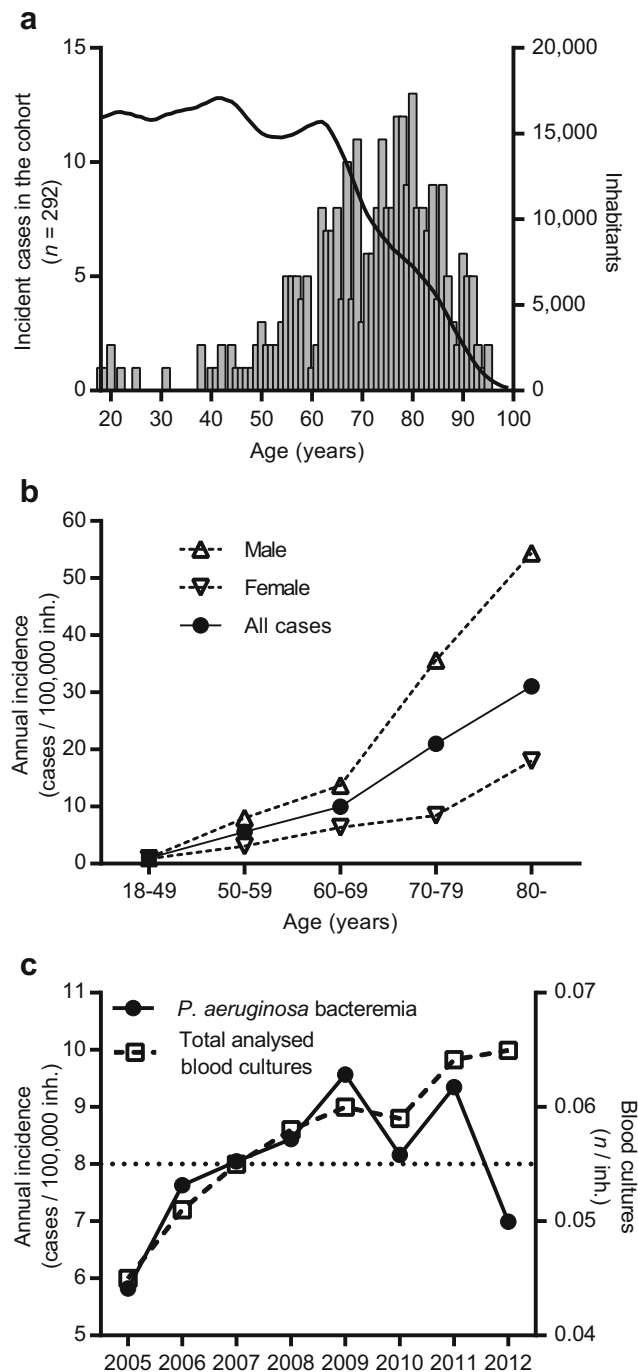 a
Incident cases in the cohort
(n = 292)
15
10
5
0
20,000
15,000
10,000
5,000
0
Inhabitants
20 30 40 50 60 70 80 90 100
Age (years)
b
Annual incidence
(cases / 100,000 inh.)
60
50
40
30
20
10
0
Male
Female
All cases
18-49 50-59 60-69 70-79 80-
Age (years)
c
Annual incidence
(cases / 100,000 inh.)
11
10
9
8
7
6
5
P. aeruginosa bacteremia
Total analysed
blood cultures
0.07
0.06
0.05
0.04
Blood cultures
(n / inh.)
2005 2006 2007 2008 2009 2010 2011 2012